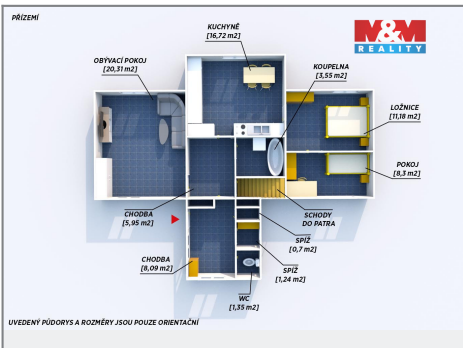 PŘÍZEMÍ
M&M
REALITY
KUCHYNĚ
[16,72 m2]
OBÝVACÍ POKOJ
[20,31 m2]
KOUPELNA
[3,55 m2]
LOŽNICE
[11,18 m2]
POKOJ
[8,3 m2]
CHODBA
[5,95 m2]
SCHODY
DO PATRA
SPÍŽ
[0,7 m2]
CHODBA
[8,09 m2]
SPÍŽ
[1,24 m2]
WC
[1,35 m2]
UVEDENÝ PŮDORYS A ROZMĚRY JSOU POUZE ORIENTAČNÍ